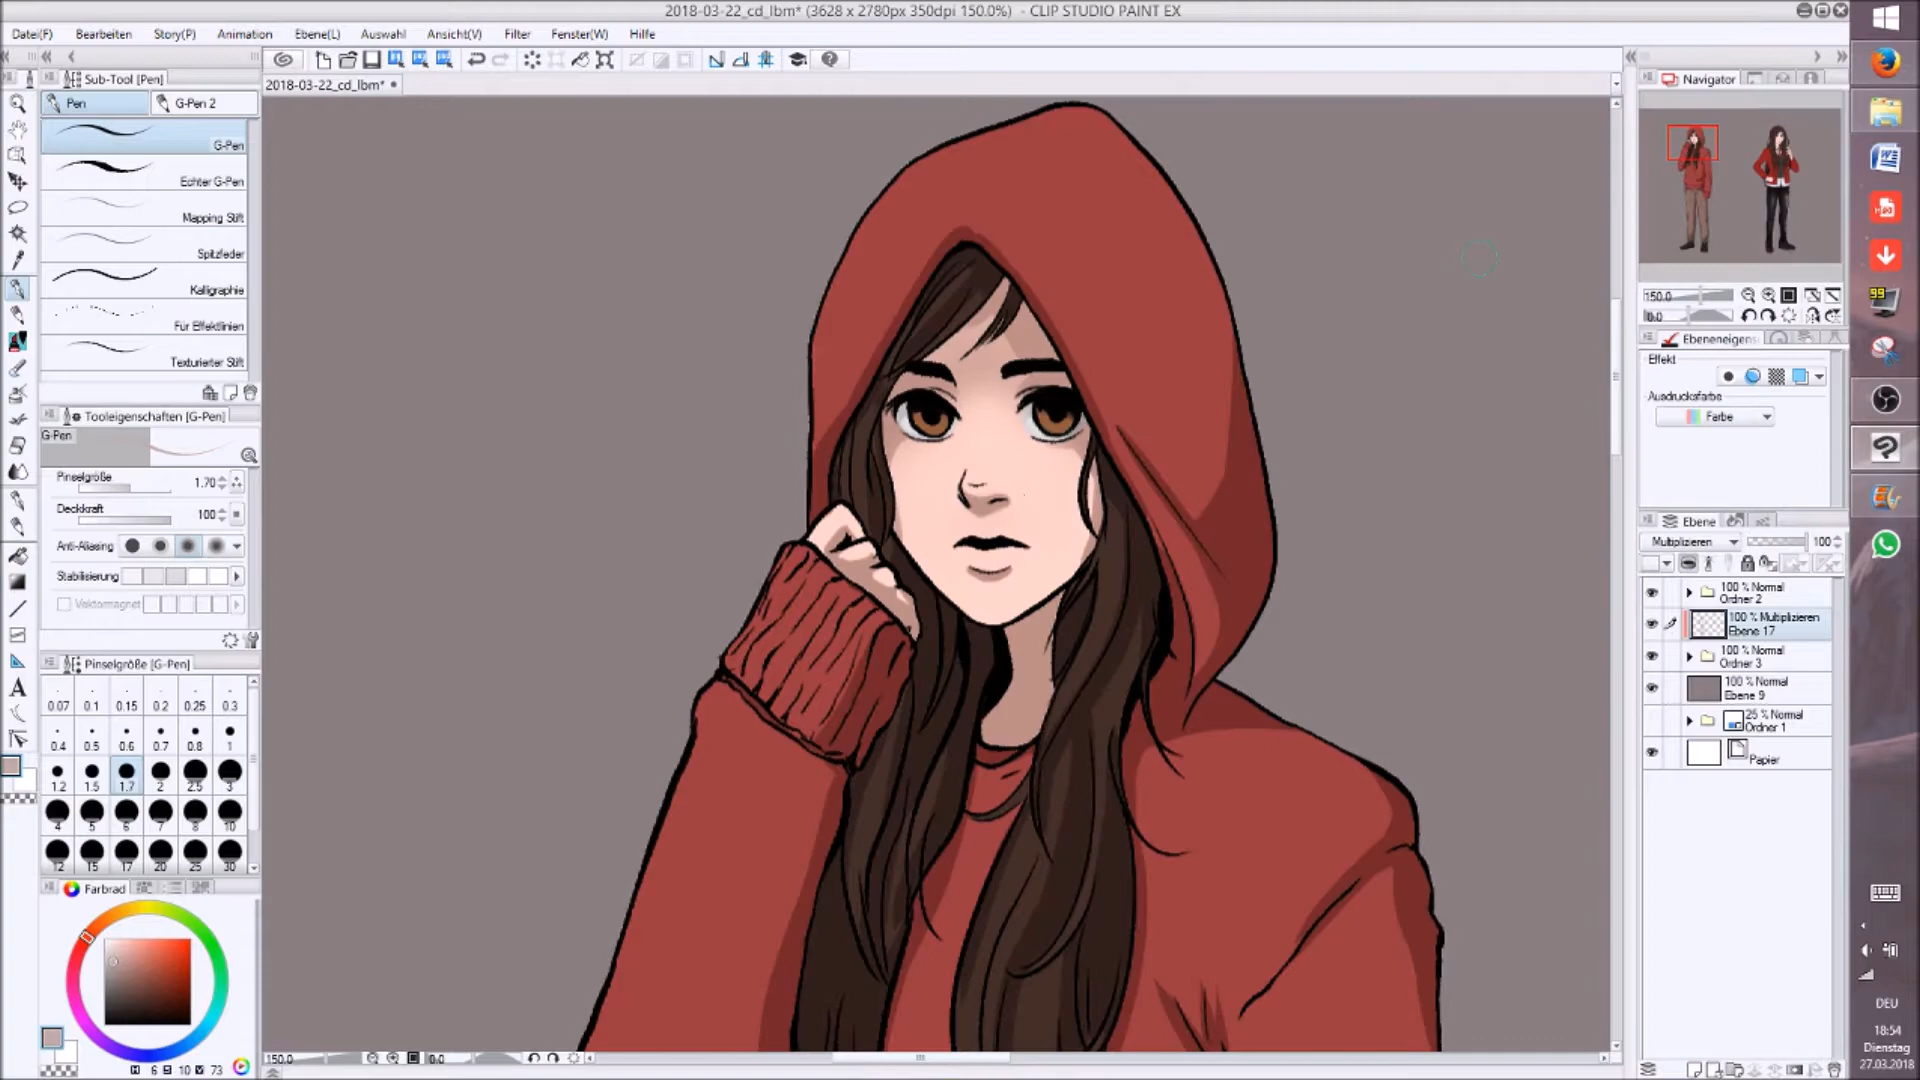 2018-03-22_cd_lbm* (3628 x 2780px 350dpi 150.0%) - CLIP STUDIO PAINT EX
Datei(F) Bearbeiten Story(P) Animation Ebene(L) Auswahl Ansicht(V) Filter Fenster(W) Hilfe
Sub-Tool [Pen]
2018-03-22_cd_lbm*
Navigator
Pen G-Pen 2
G-Pen
Echter G-Pen
Mapping Stift
Spitzfeder
Kalligraphie
Für Effektlinien
Texturierter Stift
150.0
0.0
Ebeneneigens
Effekt
Ausdrucksfarbe
Farbe
Tooleigenschaften [G-Pen]
G-Pen
Pinselgröße 1.70
Deckkraft 100
Anti-Aliasing
Stabilisierung
Vektormagnet
Ebene
Multiplizieren 100
100 % Normal
Ordner 2
100 % Multiplizieren
Ebene 17
100 % Normal
Ordner 3
100 % Normal
Ebene 9
25 % Normal
Ordner 1
Papier
Pinselgröße [G-Pen]
0.07 0.1 0.15 0.2 0.25 0.3
0.4 0.5 0.6 0.7 0.8 1
1.2 1.5 1.7 2 2.5 3
4 5 6 7 8 10
12 15 17 20 25 30
Farbrad
H 6 S 10 V 73
150.0 0.0
99
A
DEU
18:54
Dienstag
27.03.2018